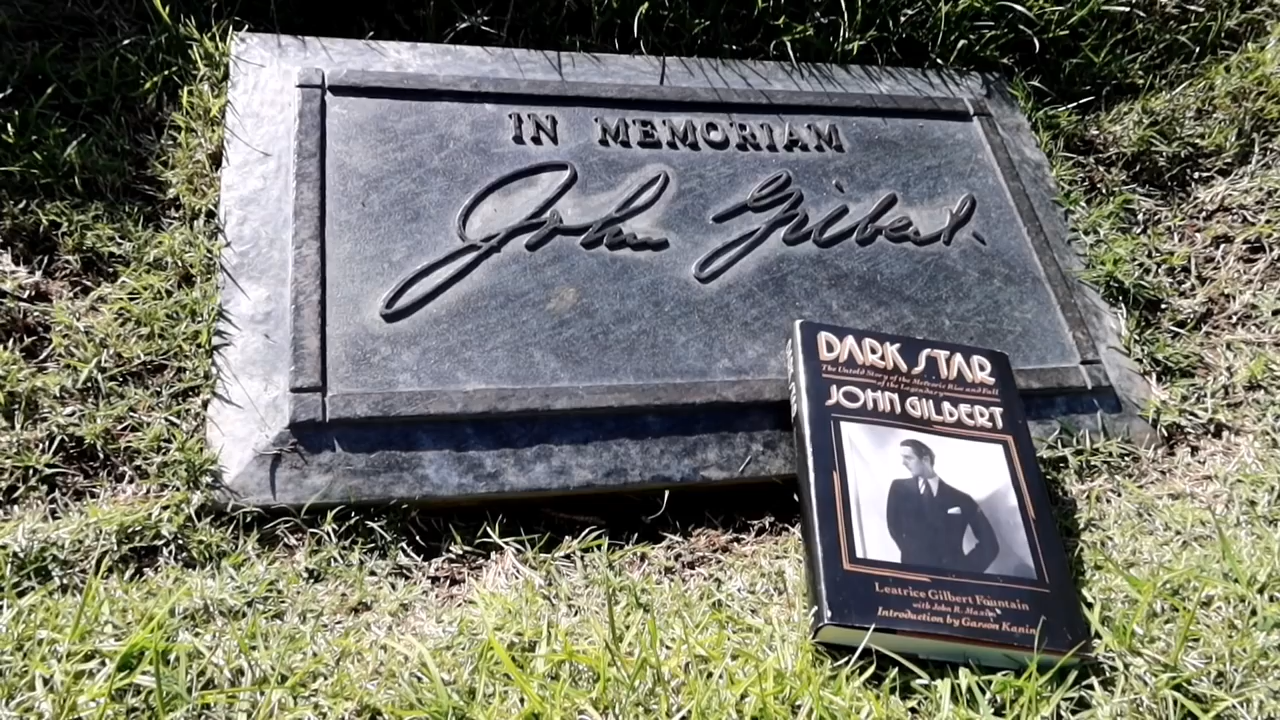 IN MEMORIAM
John Gilbert.
DARK STAR
The Untold Story of the Meteoric Rise and Fall
of the Legendary
JOHN GILBERT
Leatrice Gilbert Fountain
with John R. Maxim
Introduction by Garson Kanin